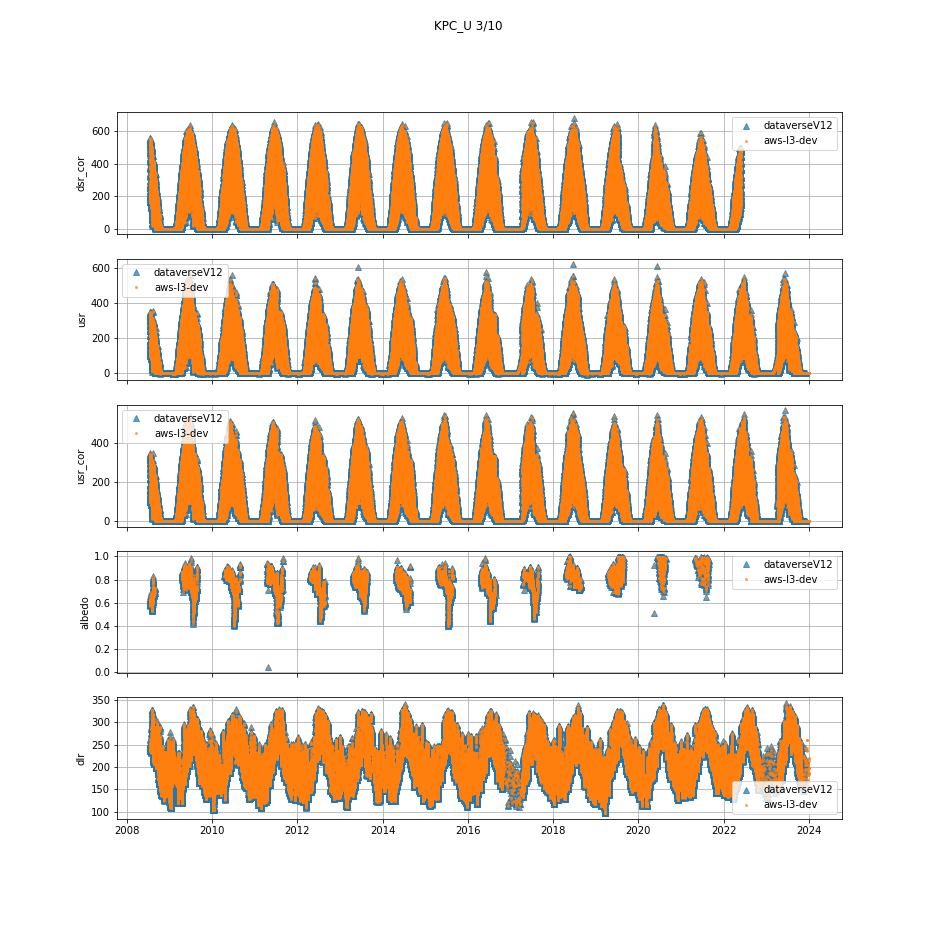 KPC_U 3/10
dsr_cor
600
400
200
0
dataverseV12
aws-l3-dev
usr
600
400
200
0
dataverseV12
aws-l3-dev
usr_cor
400
200
0
dataverseV12
aws-l3-dev
albedo
1.0
0.8
0.6
0.4
0.2
0.0
dataverseV12
aws-l3-dev
dlr
350
300
250
200
150
100
dataverseV12
aws-l3-dev
2008 2010 2012 2014 2016 2018 2020 2022 2024